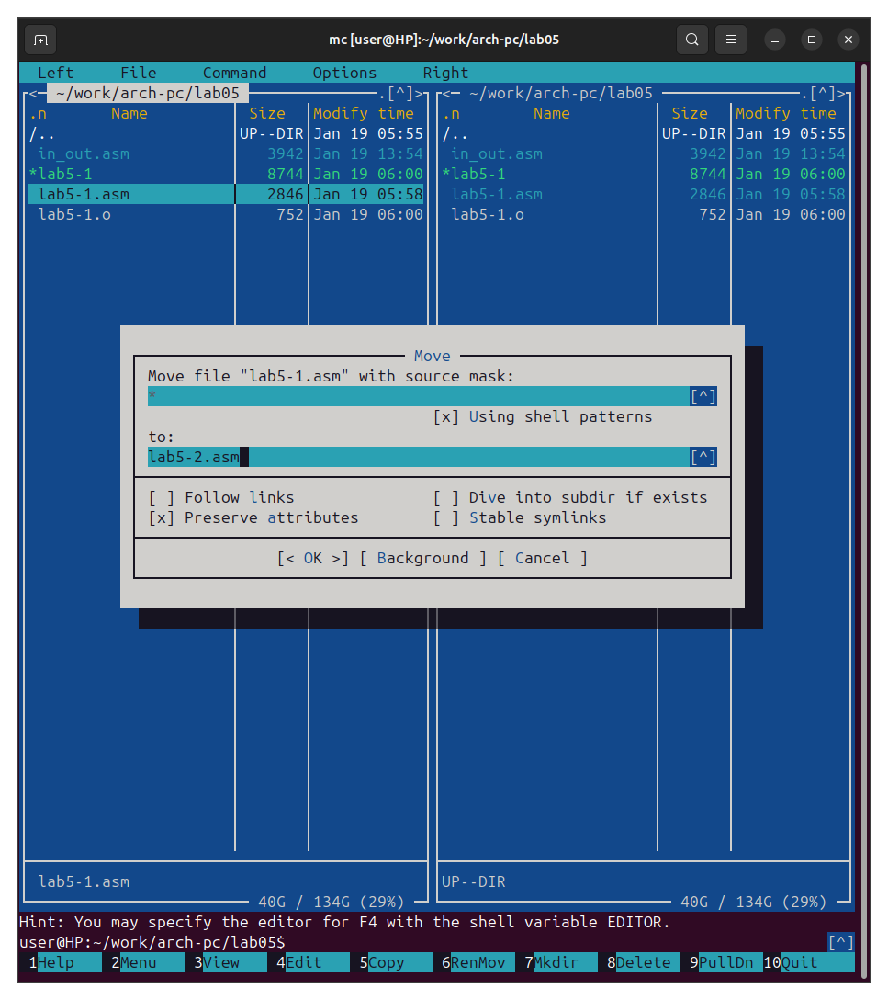 mc [user@HP]:~/work/arch-pc/lab05
Left File Command Options Right
<─ ~/work/arch-pc/lab05 ─.[^]> <─ ~/work/arch-pc/lab05 ─.[^]>
.n Name Size Modify time .n Name Size Modify time
/.. UP--DIR Jan 19 05:55 /.. UP--DIR Jan 19 05:55
in_out.asm 3942 Jan 19 13:54 in_out.asm 3942 Jan 19 13:54
*lab5-1 8744 Jan 19 06:00 *lab5-1 8744 Jan 19 06:00
lab5-1.asm 2846 Jan 19 05:58 lab5-1.asm 2846 Jan 19 05:58
lab5-1.o 752 Jan 19 06:00 lab5-1.o 752 Jan 19 06:00
Move
Move file "lab5-1.asm" with source mask:
* [^]
[x] Using shell patterns
to:
lab5-2.asm [^]
[ ] Follow links [ ] Dive into subdir if exists
[x] Preserve attributes [ ] Stable symlinks
[< OK >] [ Background ] [ Cancel ]
lab5-1.asm UP--DIR
40G / 134G (29%) 40G / 134G (29%)
Hint: You may specify the editor for F4 with the shell variable EDITOR.
user@HP:~/work/arch-pc/lab05$ [^]
1Help 2Menu 3View 4Edit 5Copy 6RenMov 7Mkdir 8Delete 9PullDn 10Quit